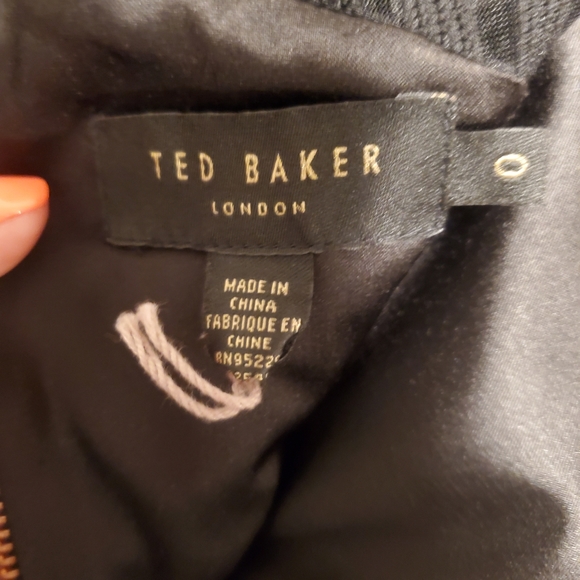 TED BAKER
LONDON
0
MADE IN
CHINA
FABRIQUE EN
CHINE